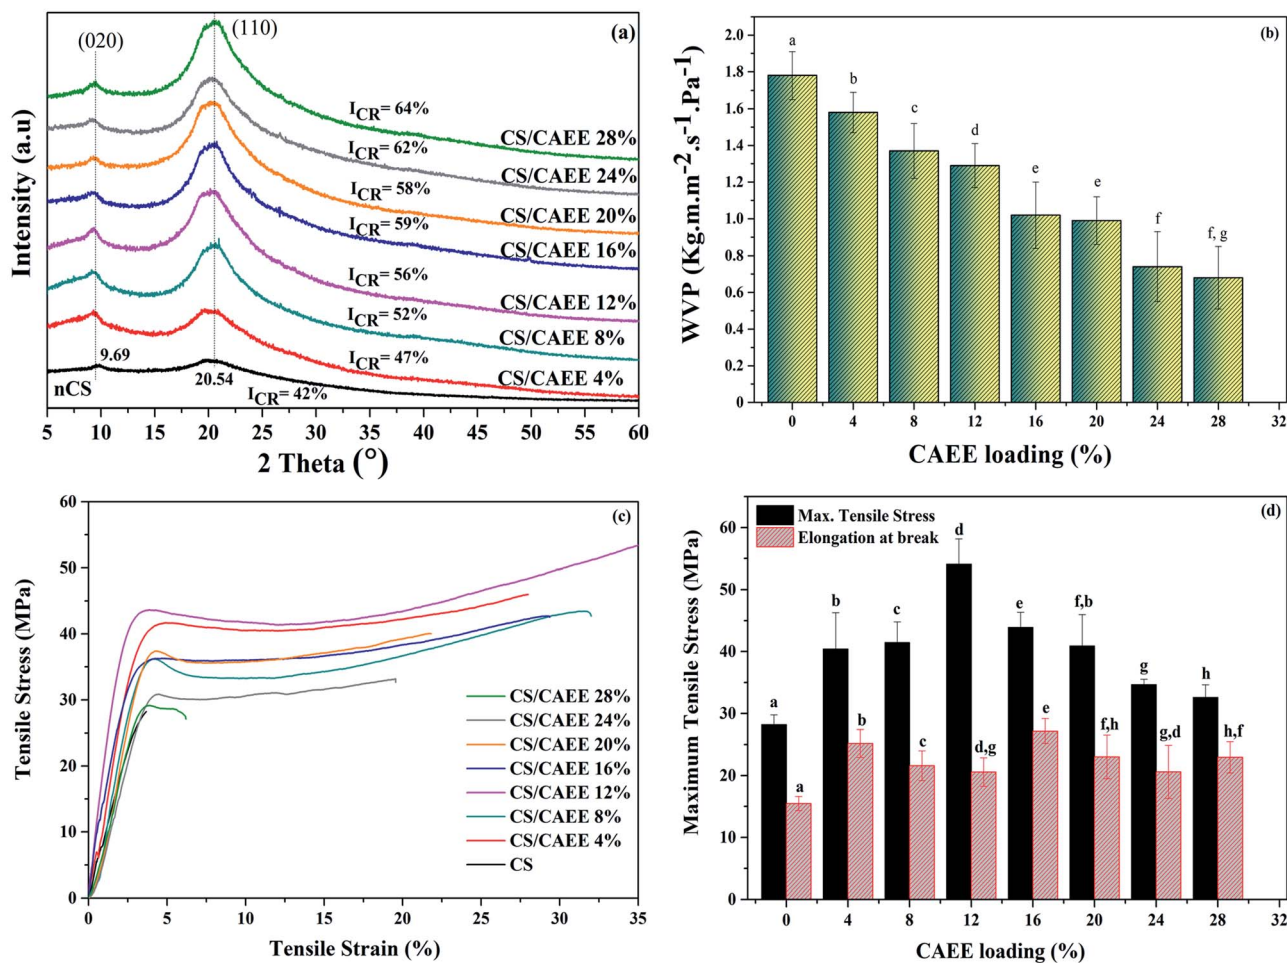 (020)
(110)
(a)
I_CR= 64%
CS/CAEE 28%
I_CR= 62%
CS/CAEE 24%
I_CR= 58%
CS/CAEE 20%
I_CR= 59%
CS/CAEE 16%
I_CR= 56%
CS/CAEE 12%
I_CR= 52%
CS/CAEE 8%
I_CR= 47%
CS/CAEE 4%
9.69
nCS
20.54
I_CR= 42%
Intensity (a.u)
5 10 15 20 25 30 35 40 45 50 55 60
2 Theta (°)
(b)
2.0
1.8
1.6
1.4
1.2
1.0
0.8
0.6
0.4
0.2
0
WVP (Kg.m.m⁻².s⁻¹.Pa⁻¹)
a b c d e e f f, g
0 4 8 12 16 20 24 28 32
CAEE loading (%)
(c)
60
50
40
30
20
10
0
Tensile Stress (MPa)
CS/CAEE 28%
CS/CAEE 24%
CS/CAEE 20%
CS/CAEE 16%
CS/CAEE 12%
CS/CAEE 8%
CS/CAEE 4%
CS
0 5 10 15 20 25 30 35
Tensile Strain (%)
(d)
Max. Tensile Stress
Elongation at break
60
50
40
30
20
10
0
Maximum Tensile Stress (MPa)
a b c d e f,b g h
a b c d,g e f,h g,d h,f
0 4 8 12 16 20 24 28 32
CAEE loading (%)